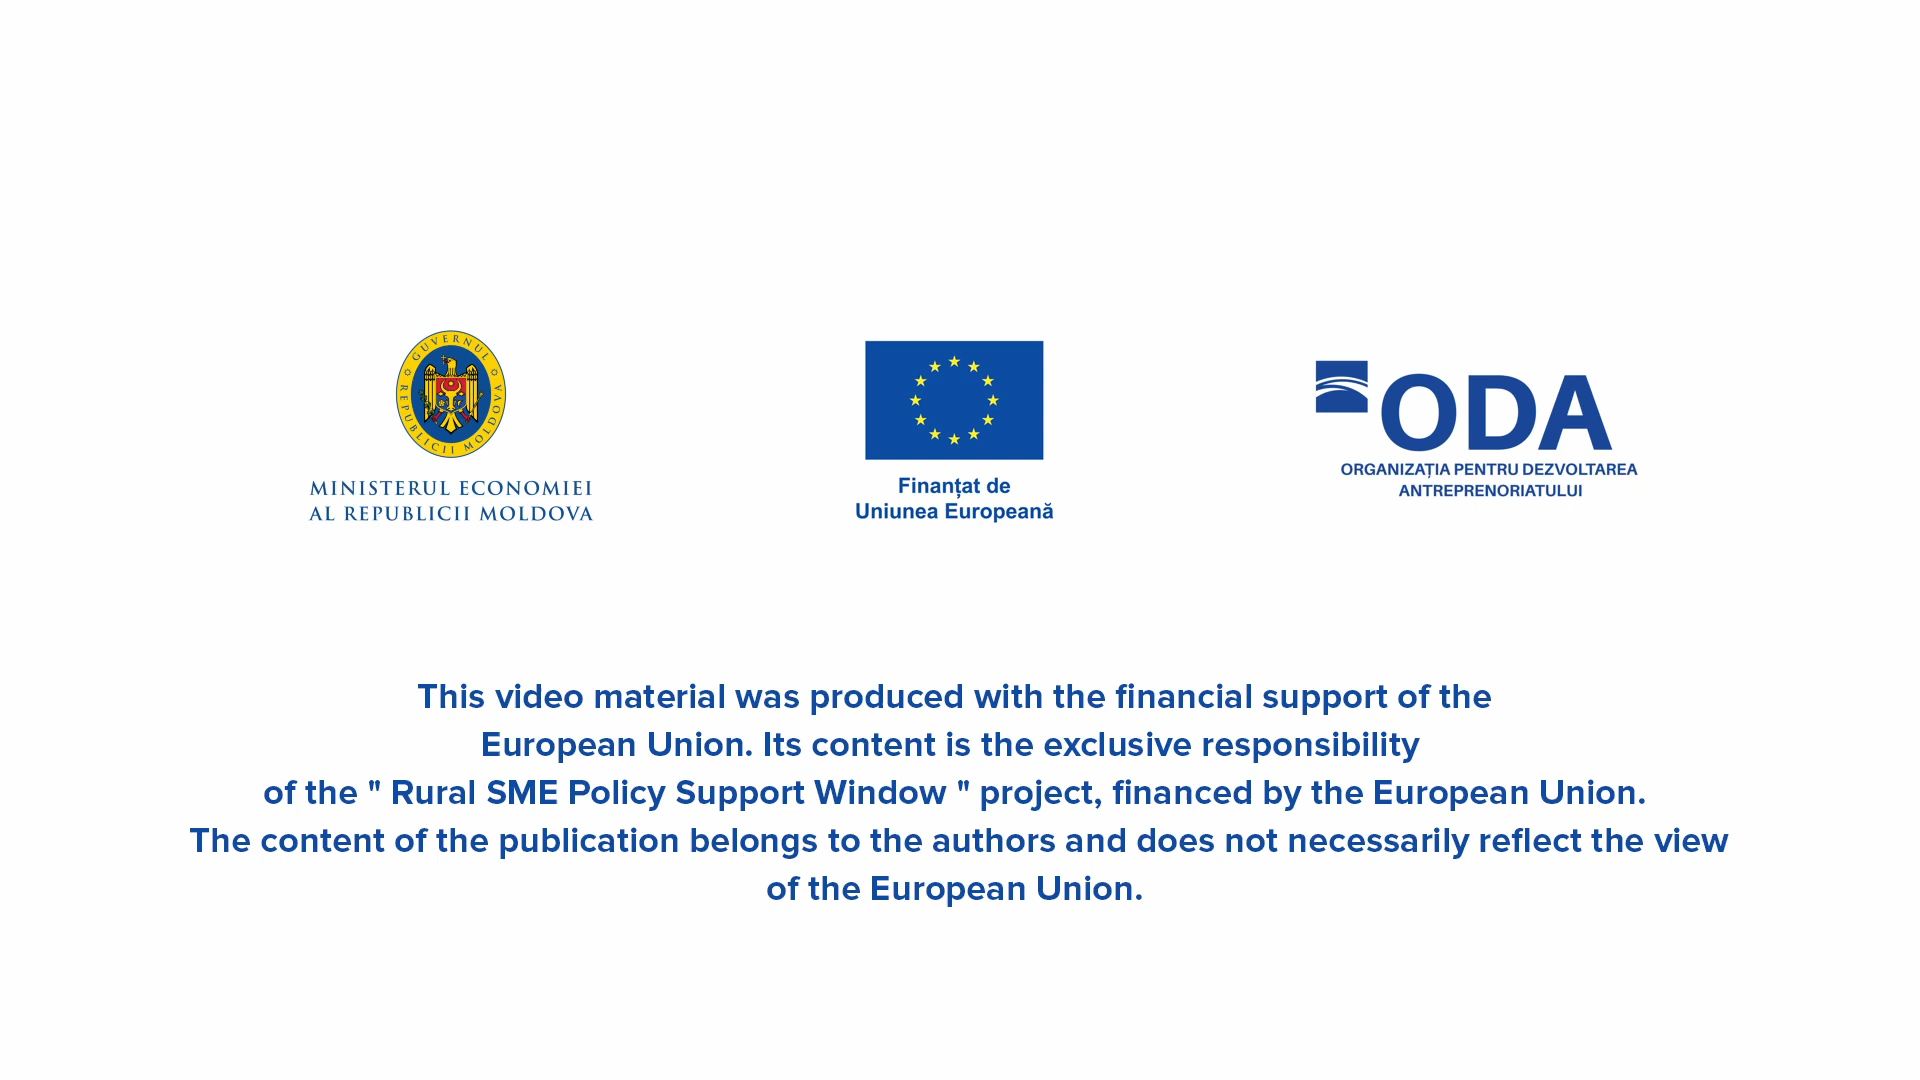 GUVERNUL
REPUBLICII MOLDOVA
MINISTERUL ECONOMIEI
AL REPUBLICII MOLDOVA
Finanțat de
Uniunea Europeană
ODA
ORGANIZAȚIA PENTRU DEZVOLTAREA
ANTREPRENORIATULUI
This video material was produced with the financial support of the
European Union. Its content is the exclusive responsibility
of the " Rural SME Policy Support Window " project, financed by the European Union.
The content of the publication belongs to the authors and does not necessarily reflect the view
of the European Union.